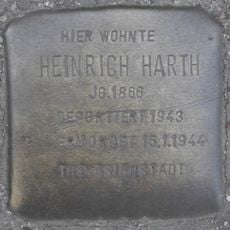 HIER WOHNTE
HEINRICH HARTH
JG. 1866
DEPORTIERT 1943
ERMORDET 15.1.1944
THERESIENSTADT